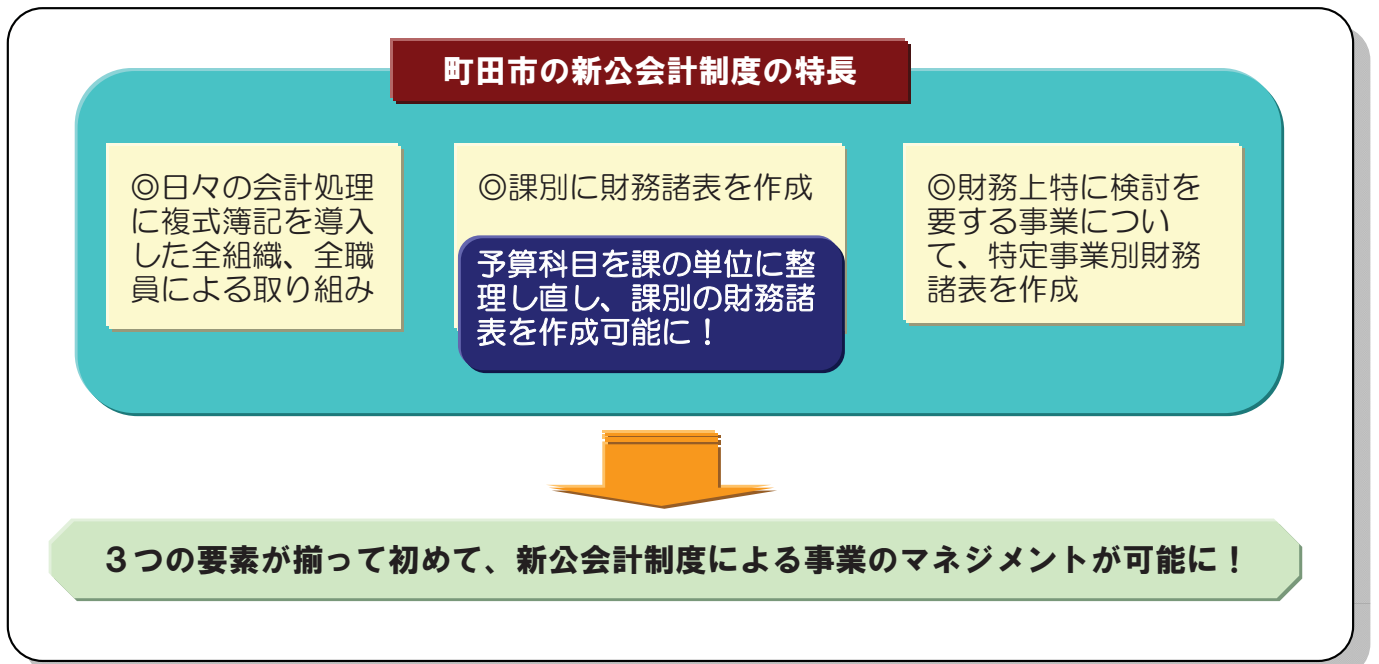 町田市の新公会計制度の特長
◎日々の会計処理
に複式簿記を導入
した全組織、全職
員による取り組み
◎課別に財務諸表を作成
予算科目を課の単位に整
理し直し、課別の財務諸
表を作成可能に！
◎財務上特に検討を
要する事業につい
て、特定事業別財務
諸表を作成
３つの要素が揃って初めて、新公会計制度による事業のマネジメントが可能に！